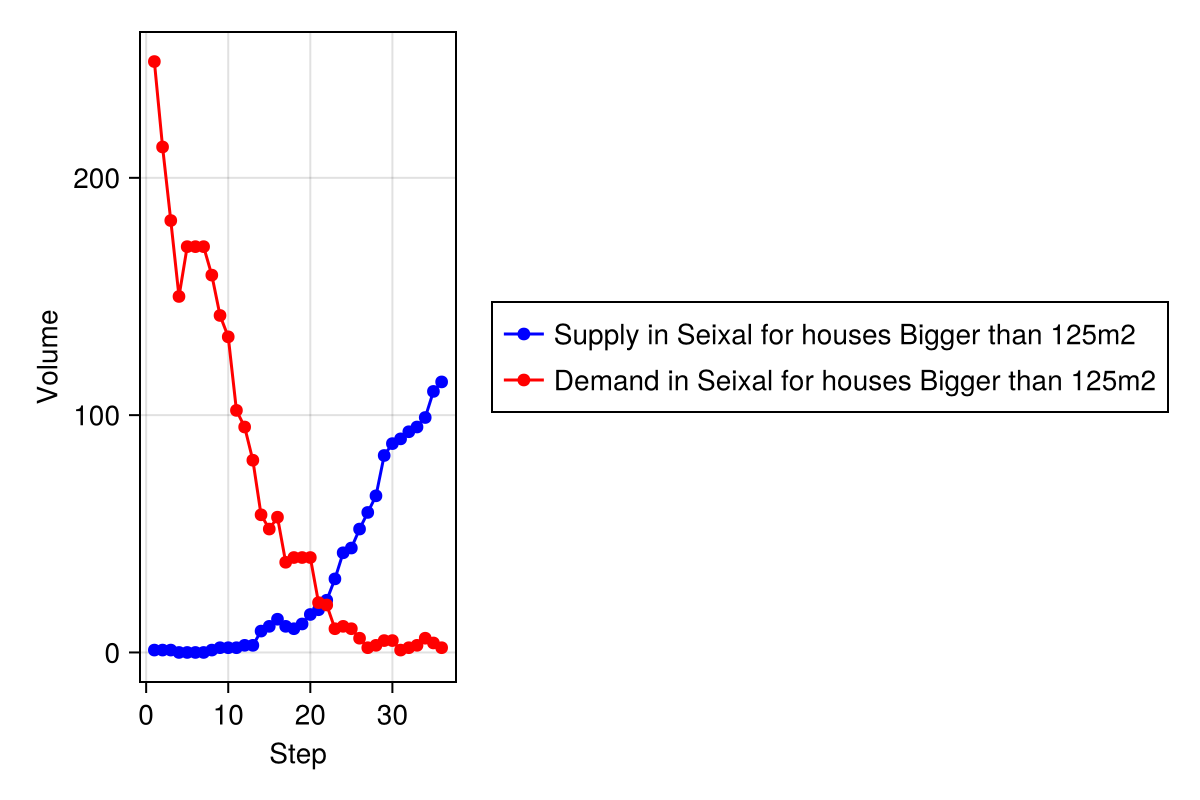 200
100
0
Volume
0 10 20 30
Step
Supply in Seixal for houses Bigger than 125m2
Demand in Seixal for houses Bigger than 125m2